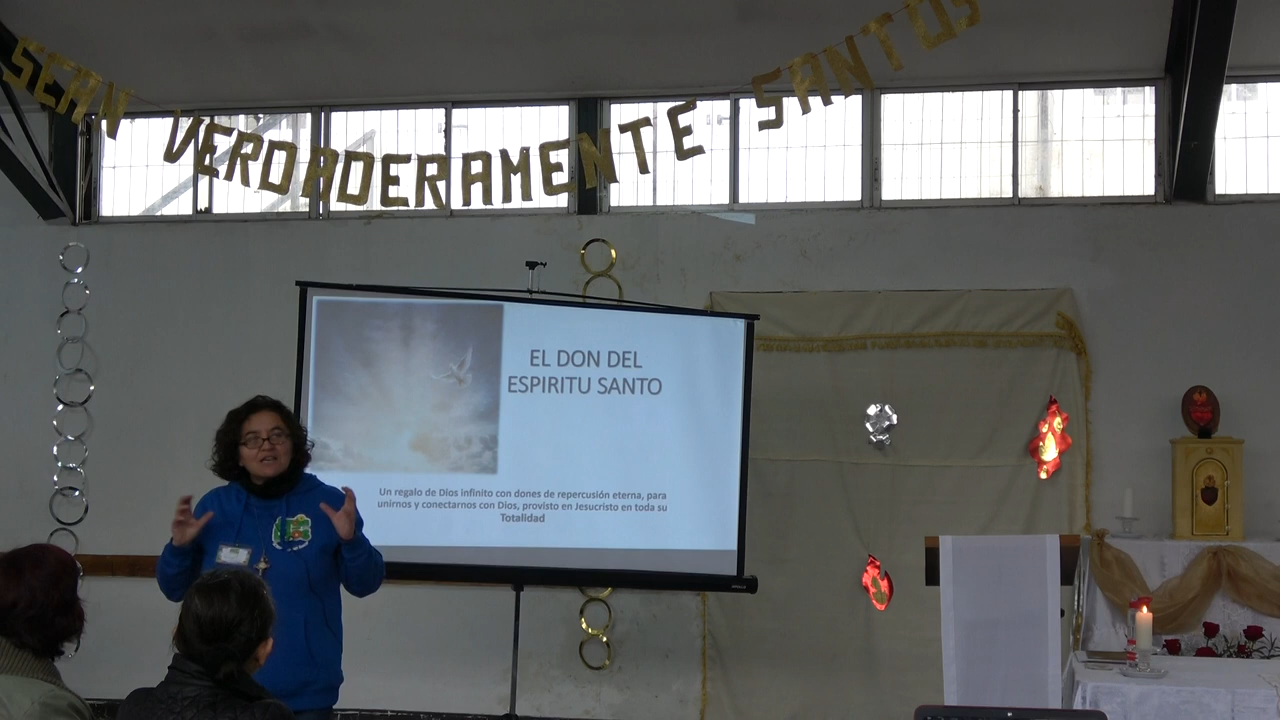 SEAN VERDADERAMENTE SANTOS
EL DON DEL
ESPIRITU SANTO
Un regalo de Dios infinito con dones de repercusión eterna, para
unirnos y conectarnos con Dios, provisto en Jesucristo en toda su
Totalidad